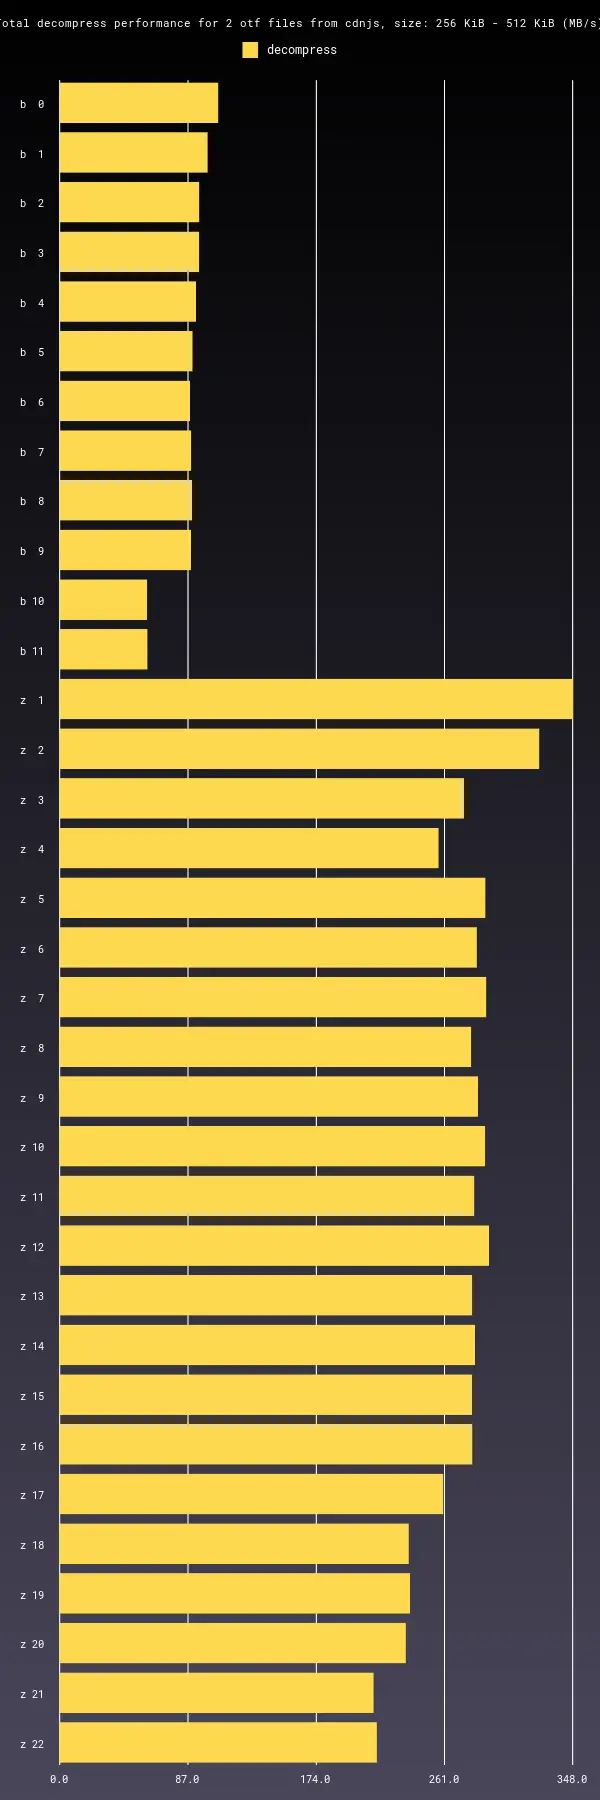 otal decompress performance for 2 otf files from cdnjs, size: 256 KiB - 512 KiB (MB/s)
decompress
b 0
b 1
b 2
b 3
b 4
b 5
b 6
b 7
b 8
b 9
b 10
b 11
z 1
z 2
z 3
z 4
z 5
z 6
z 7
z 8
z 9
z 10
z 11
z 12
z 13
z 14
z 15
z 16
z 17
z 18
z 19
z 20
z 21
z 22
0.0 87.0 174.0 261.0 348.0